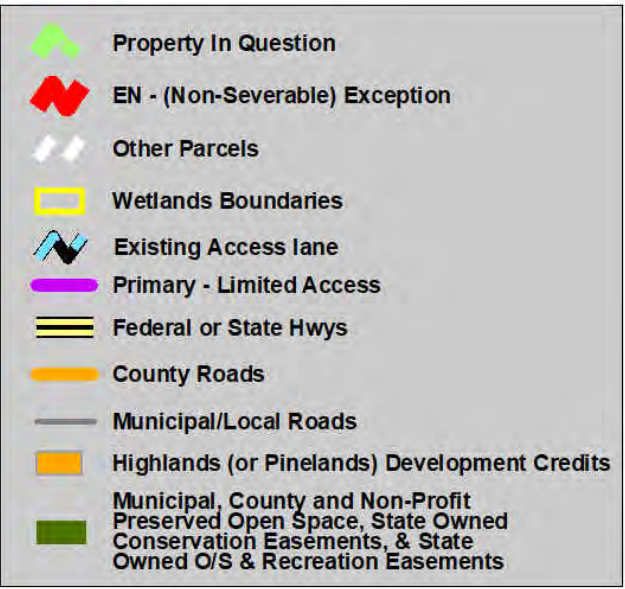 Property In Question
EN - (Non-Severable) Exception
Other Parcels
Wetlands Boundaries
Existing Access lane
Primary - Limited Access
Federal or State Hwys
County Roads
Municipal/Local Roads
Highlands (or Pinelands) Development Credits
Municipal, County and Non-Profit
Preserved Open Space, State Owned
Conservation Easements, & State
Owned O/S & Recreation Easements